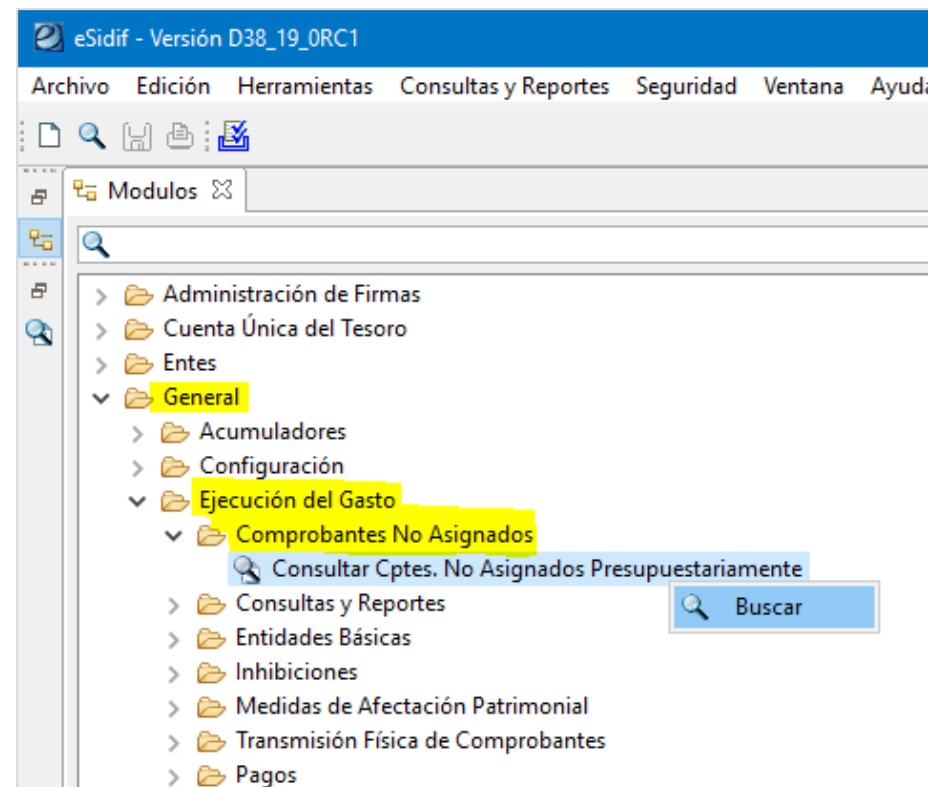 eSidif - Versión D38_19_0RC1
Archivo Edición Herramientas Consultas y Reportes Seguridad Ventana Ayuda
Modulos
Administración de Firmas
Cuenta Única del Tesoro
Entes
General
Acumuladores
Configuración
Ejecución del Gasto
Comprobantes No Asignados
Consultar Cptes. No Asignados Presupuestariamente
Consultas y Reportes
Buscar
Entidades Básicas
Inhibiciones
Medidas de Afectación Patrimonial
Transmisión Física de Comprobantes
Pagos